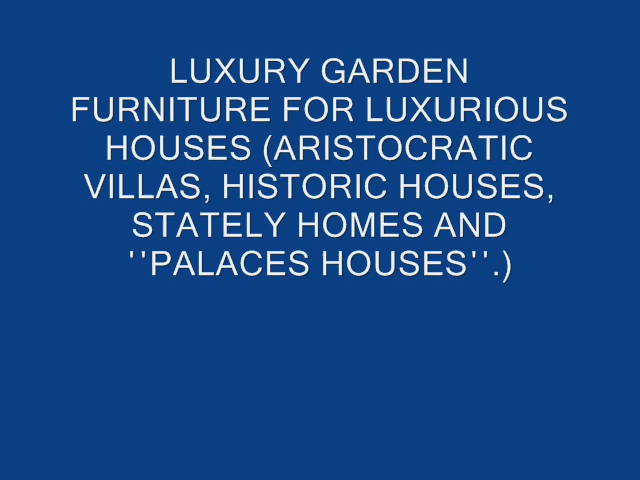 LUXURY GARDEN
FURNITURE FOR LUXURIOUS
HOUSES (ARISTOCRATIC
VILLAS, HISTORIC HOUSES,
STATELY HOMES AND
''PALACES HOUSES''.)